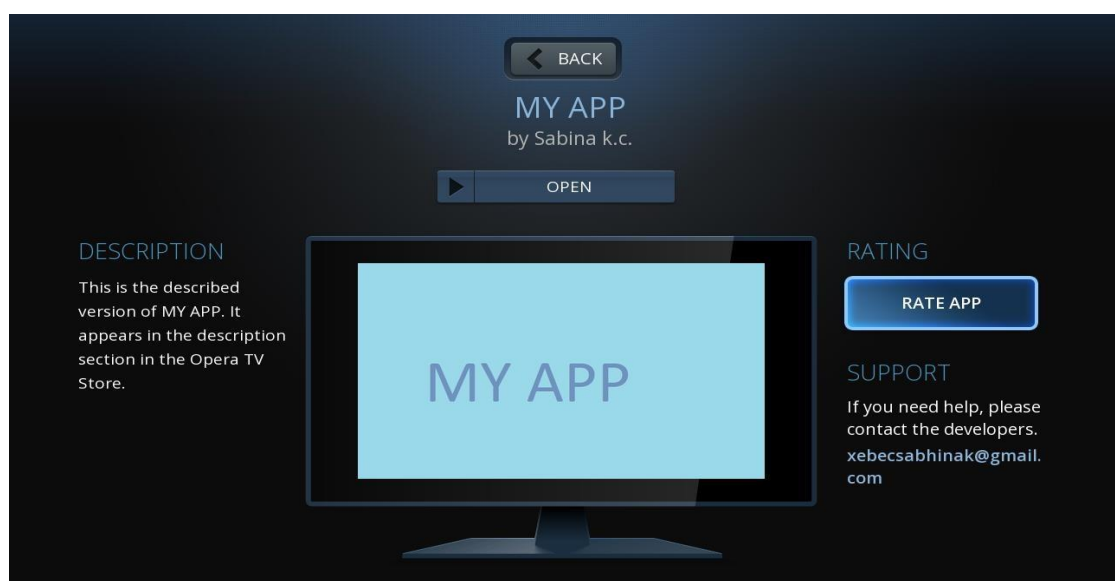 BACK
MY APP
by Sabina k.c.
OPEN
DESCRIPTION
This is the described
version of MY APP. It
appears in the description
section in the Opera TV
Store.
MY APP
RATING
RATE APP
SUPPORT
If you need help, please
contact the developers.
xebecsabhinak@gmail.
com